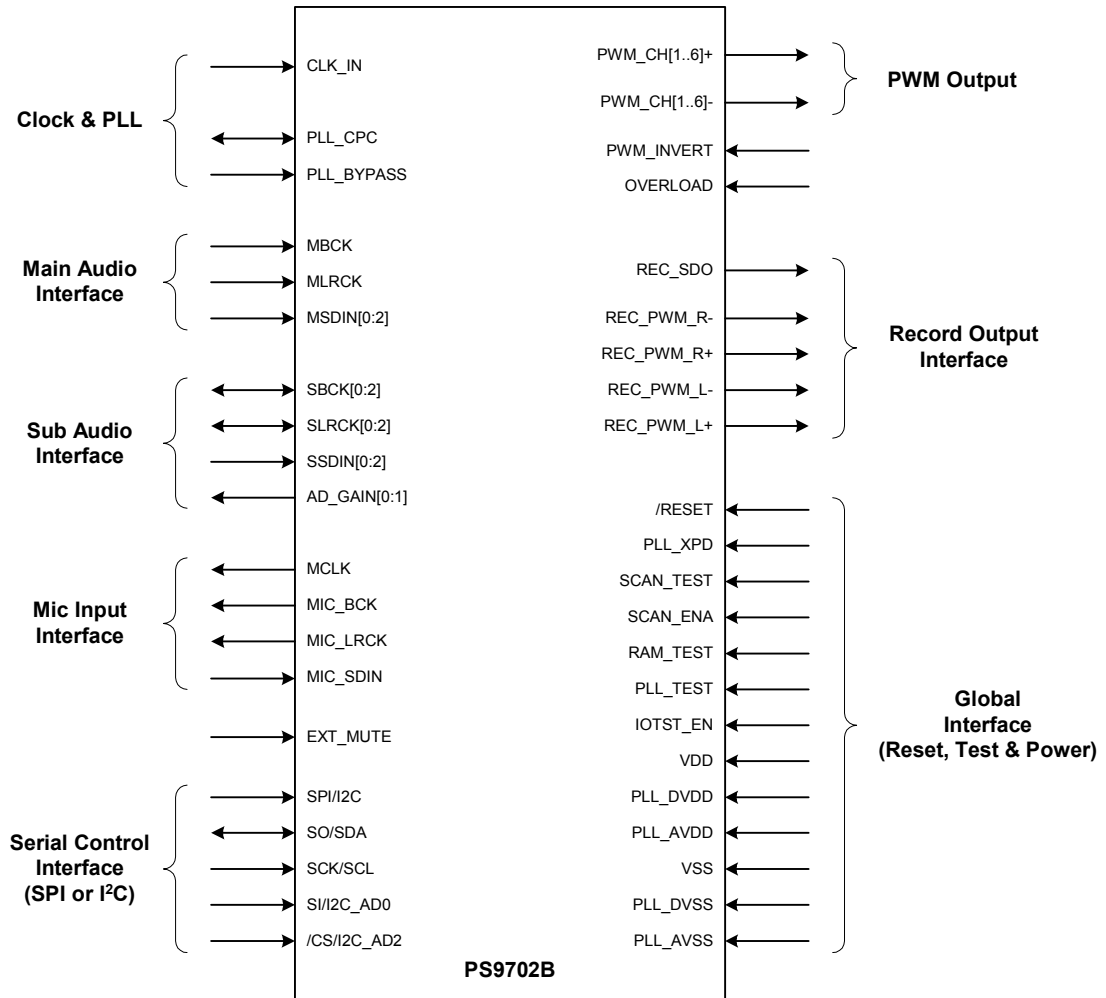 Clock & PLL
CLK_IN
PLL_CPC
PLL_BYPASS
Main Audio
Interface
MBCK
MLRCK
MSDIN[0:2]
Sub Audio
Interface
SBCK[0:2]
SLRCK[0:2]
SSDIN[0:2]
AD_GAIN[0:1]
Mic Input
Interface
MCLK
MIC_BCK
MIC_LRCK
MIC_SDIN
EXT_MUTE
Serial Control
Interface
(SPI or I²C)
SPI/I2C
SO/SDA
SCK/SCL
SI/I2C_AD0
/CS/I2C_AD2
PWM_CH[1..6]+
PWM_CH[1..6]-
PWM Output
PWM_INVERT
OVERLOAD
REC_SDO
REC_PWM_R-
REC_PWM_R+
REC_PWM_L-
REC_PWM_L+
Record Output
Interface
/RESET
PLL_XPD
SCAN_TEST
SCAN_ENA
RAM_TEST
PLL_TEST
IOTST_EN
VDD
PLL_DVDD
PLL_AVDD
VSS
PLL_DVSS
PLL_AVSS
Global
Interface
(Reset, Test & Power)
PS9702B